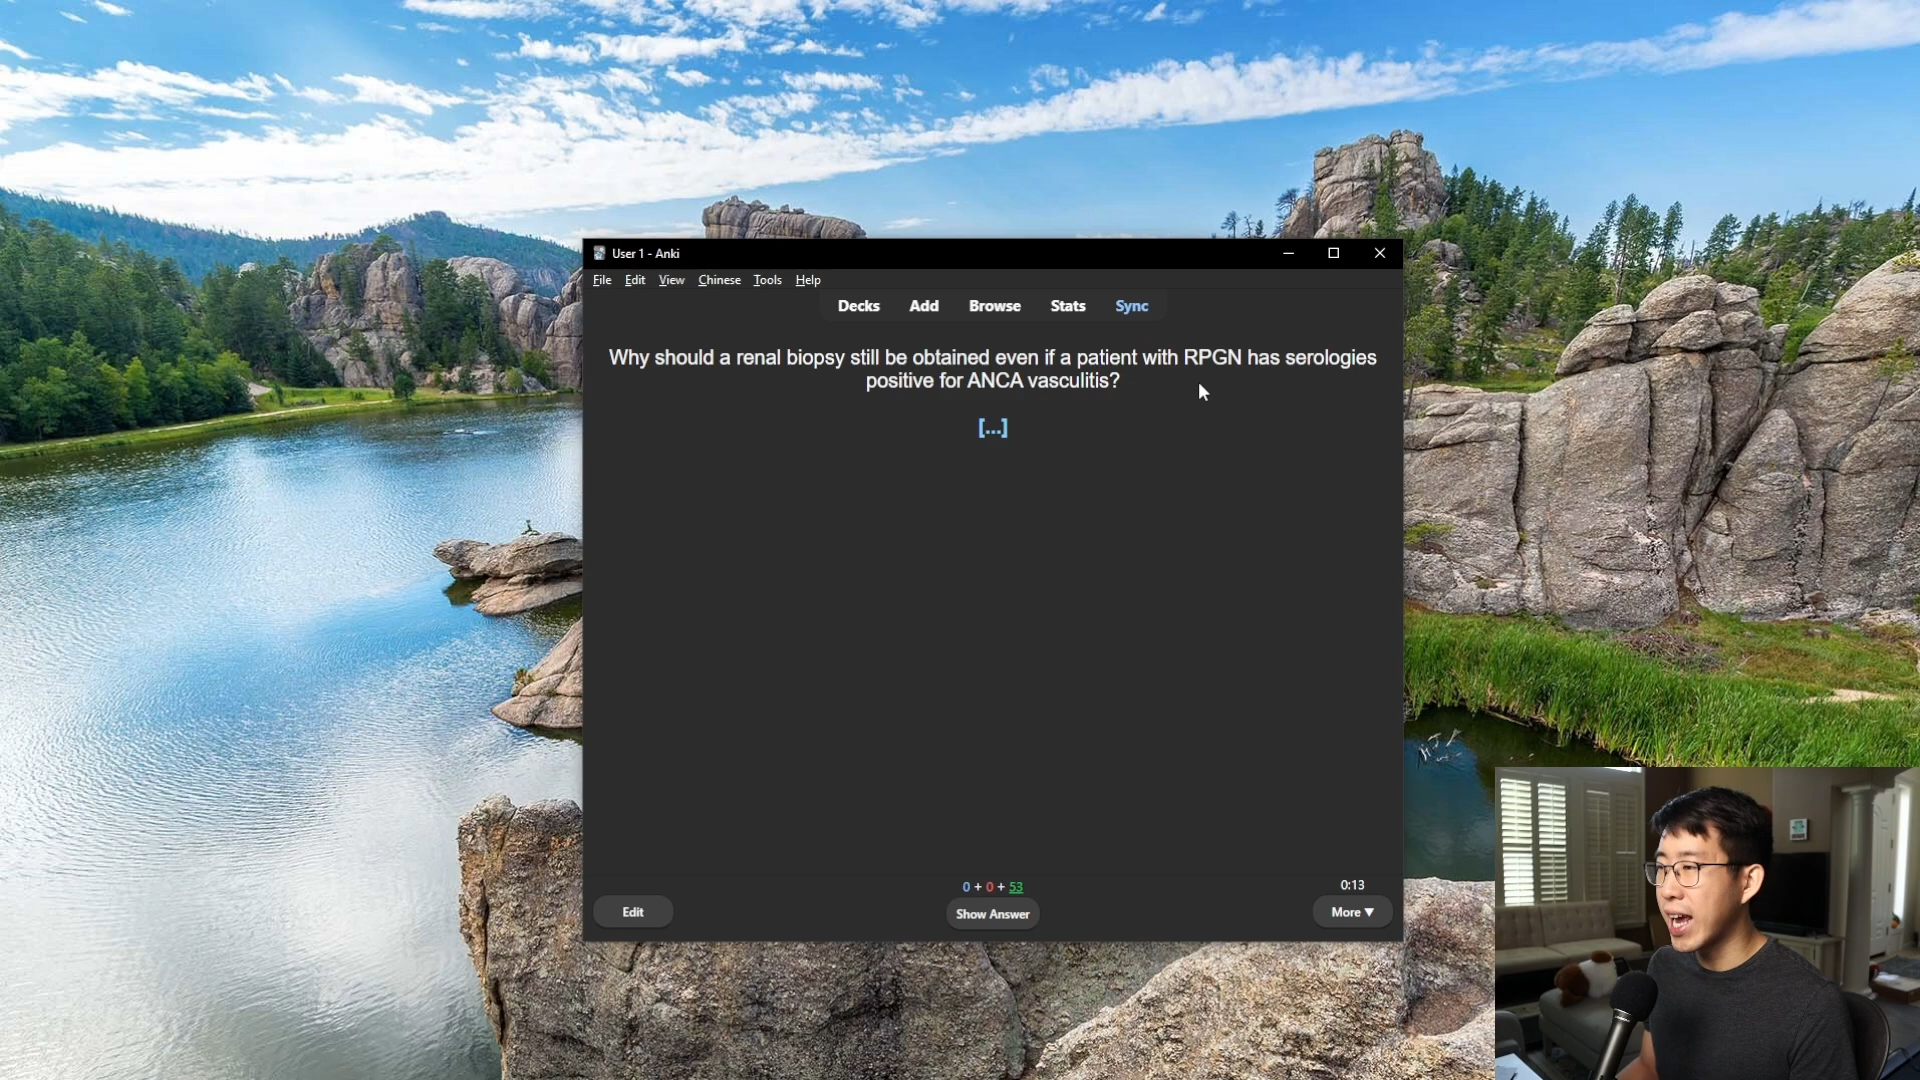 User 1 - Anki
File Edit View Chinese Tools Help
Decks Add Browse Stats Sync
Why should a renal biopsy still be obtained even if a patient with RPGN has serologies
positive for ANCA vasculitis?
[...]
0 + 0 + 53
0:13
Edit
Show Answer
More ▼